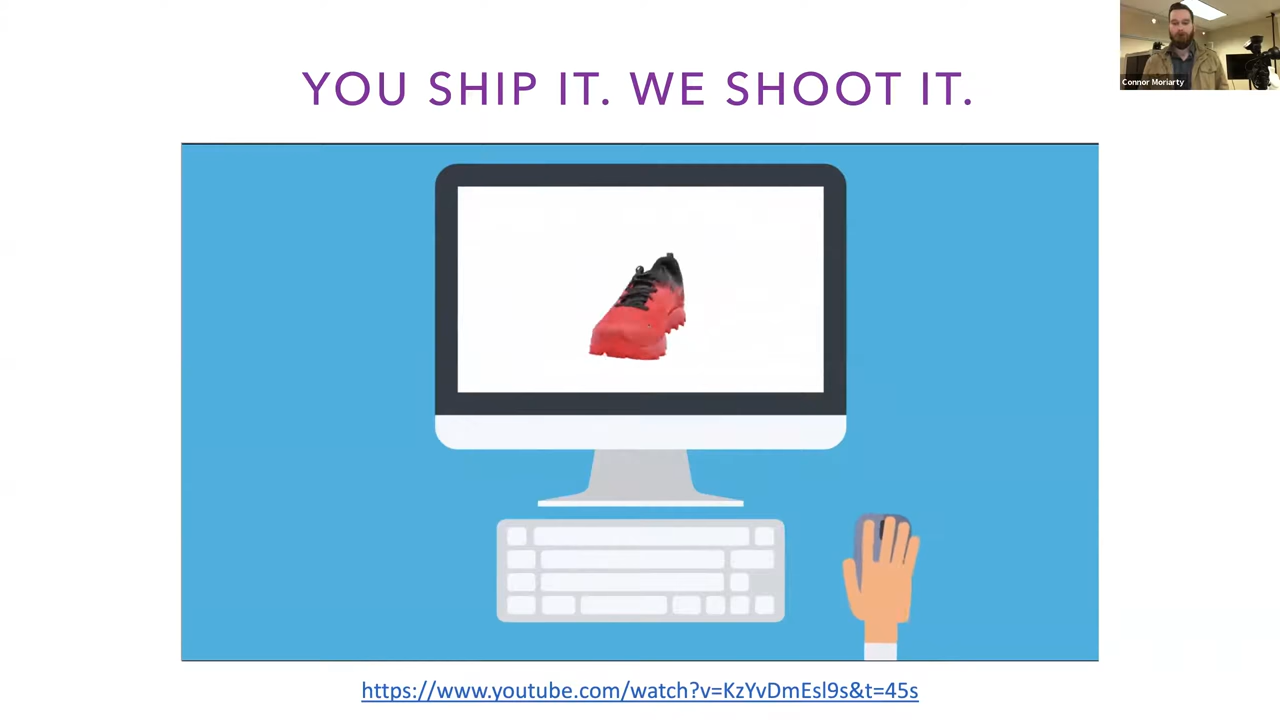 Connor Moriarty
YOU SHIP IT. WE SHOOT IT.
https://www.youtube.com/watch?v=KzYvDmEsl9s&t=45s